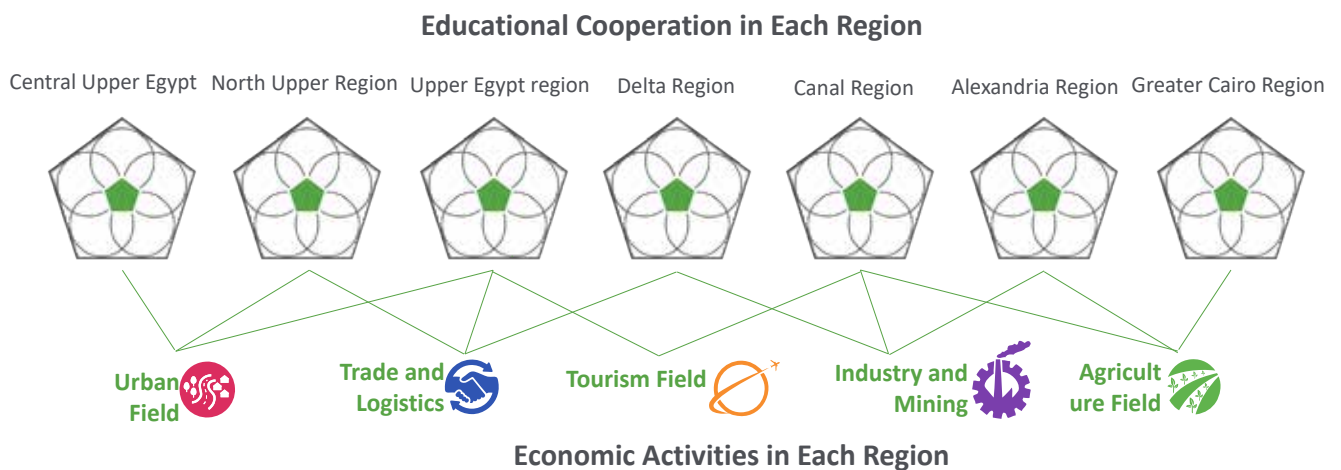 Educational Cooperation in Each Region
Central Upper Egypt
North Upper Region
Upper Egypt region
Delta Region
Canal Region
Alexandria Region
Greater Cairo Region
Urban
Field
Trade and
Logistics
Tourism Field
Industry and
Mining
Agricult
ure Field
Economic Activities in Each Region